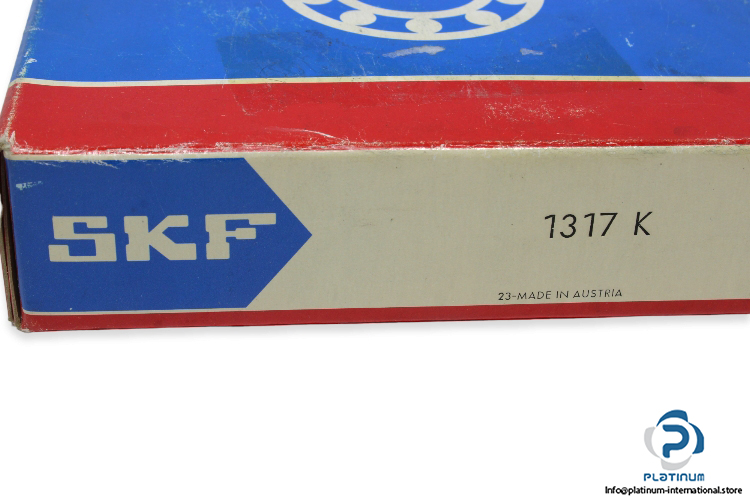 SKF
1317 K
23-MADE IN AUSTRIA
PLATINUM
Info@platinum-international.store